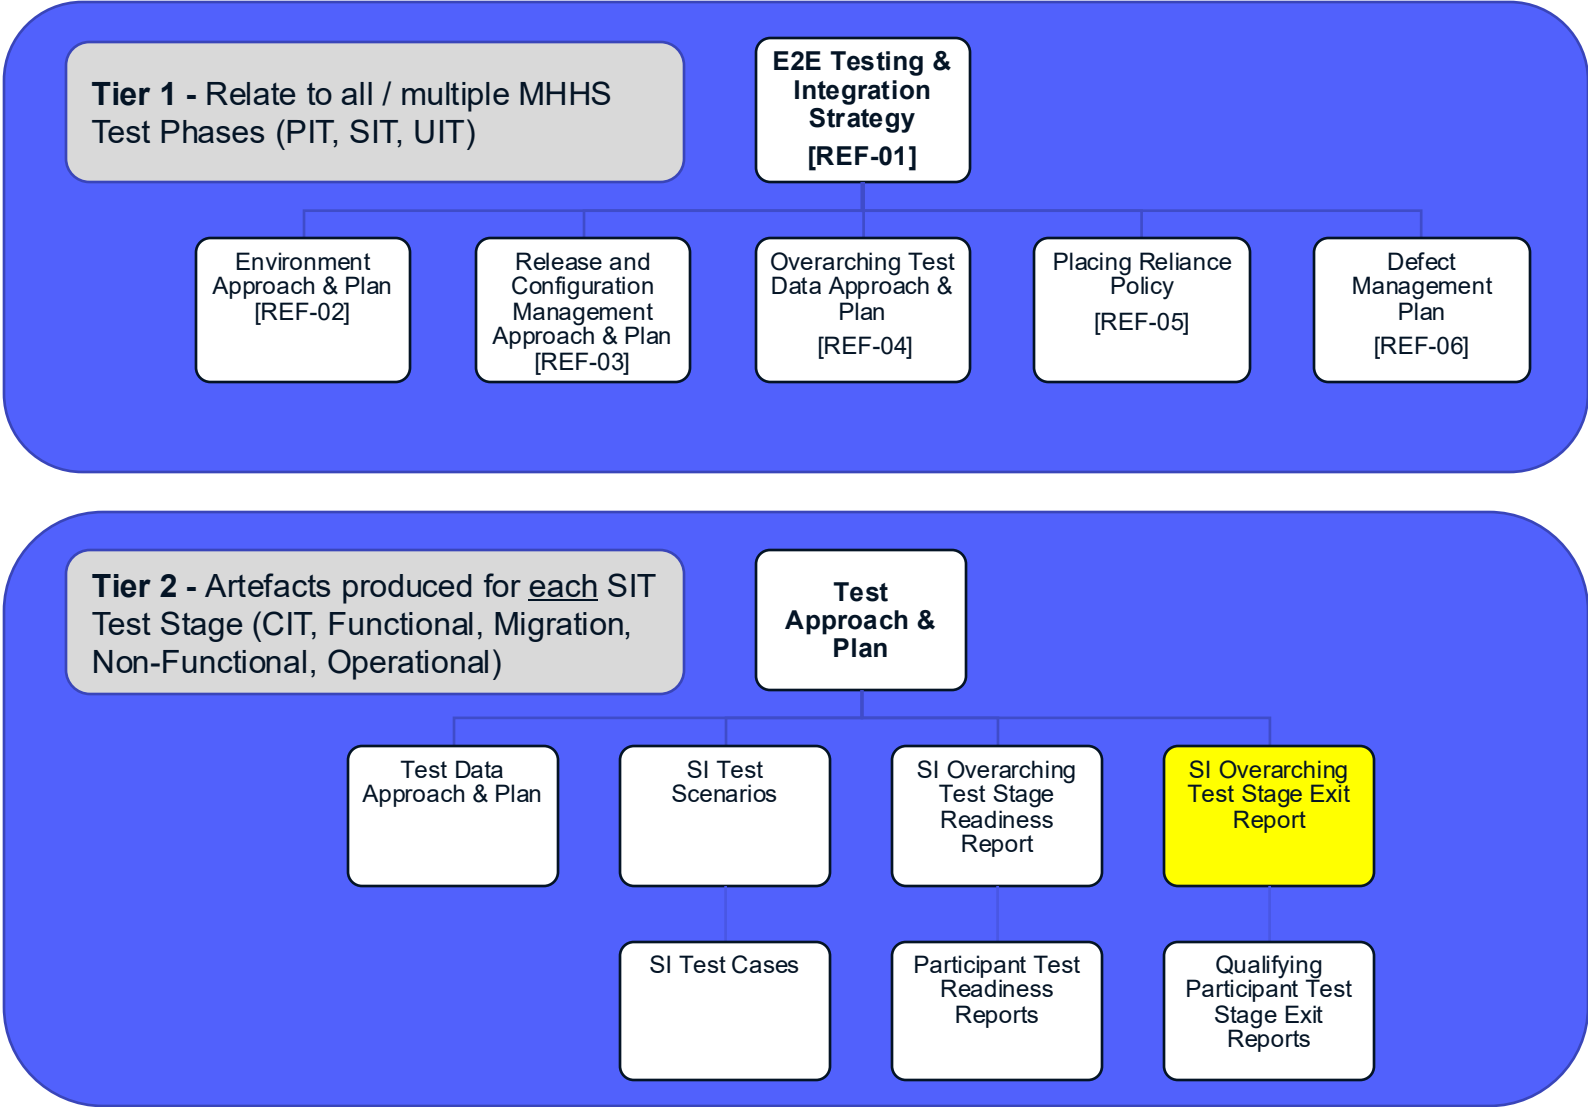 Tier 1 - Relate to all / multiple MHHS
Test Phases (PIT, SIT, UIT)
E2E Testing &
Integration
Strategy
[REF-01]
Environment
Approach & Plan
[REF-02]
Release and
Configuration
Management
Approach & Plan
[REF-03]
Overarching Test
Data Approach &
Plan
[REF-04]
Placing Reliance
Policy
[REF-05]
Defect
Management
Plan
[REF-06]
Tier 2 - Artefacts produced for each SIT
Test Stage (CIT, Functional, Migration,
Non-Functional, Operational)
Test
Approach &
Plan
Test Data
Approach & Plan
SI Test
Scenarios
SI Overarching
Test Stage
Readiness
Report
SI Overarching
Test Stage Exit
Report
SI Test Cases
Participant Test
Readiness
Reports
Qualifying
Participant Test
Stage Exit
Reports